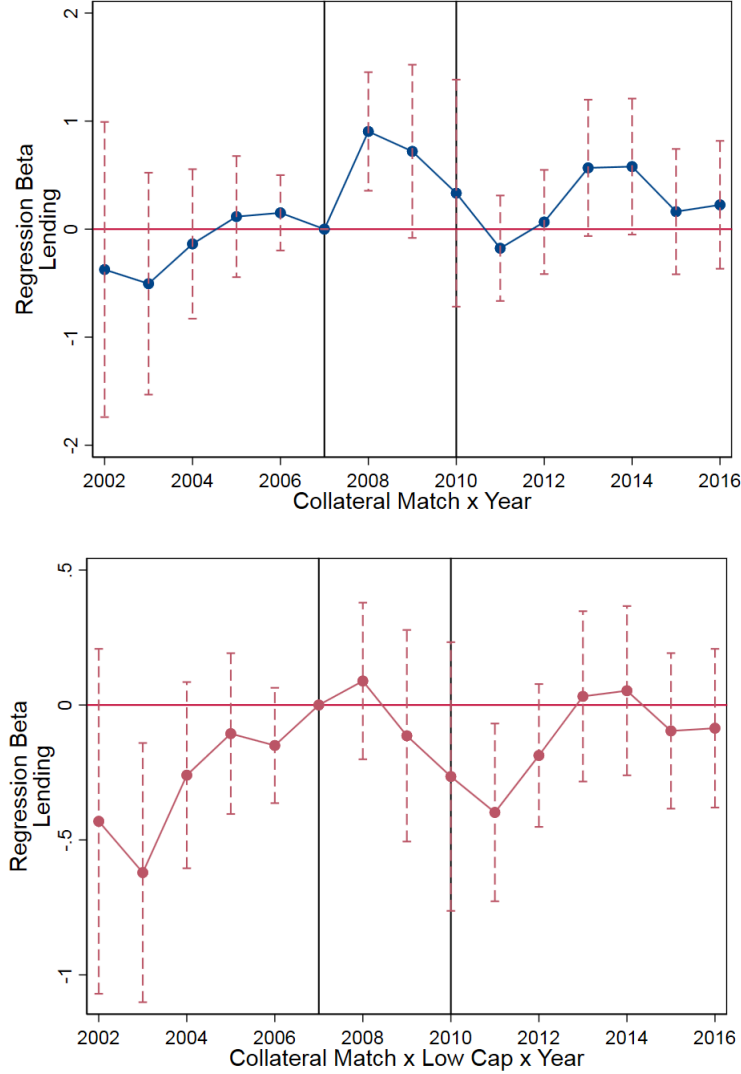 2
1
0
-1
-2
Regression Beta
Lending
2002 2004 2006 2008 2010 2012 2014 2016
Collateral Match x Year
.5
0
-.5
-1
Regression Beta
Lending
2002 2004 2006 2008 2010 2012 2014 2016
Collateral Match x Low Cap x Year